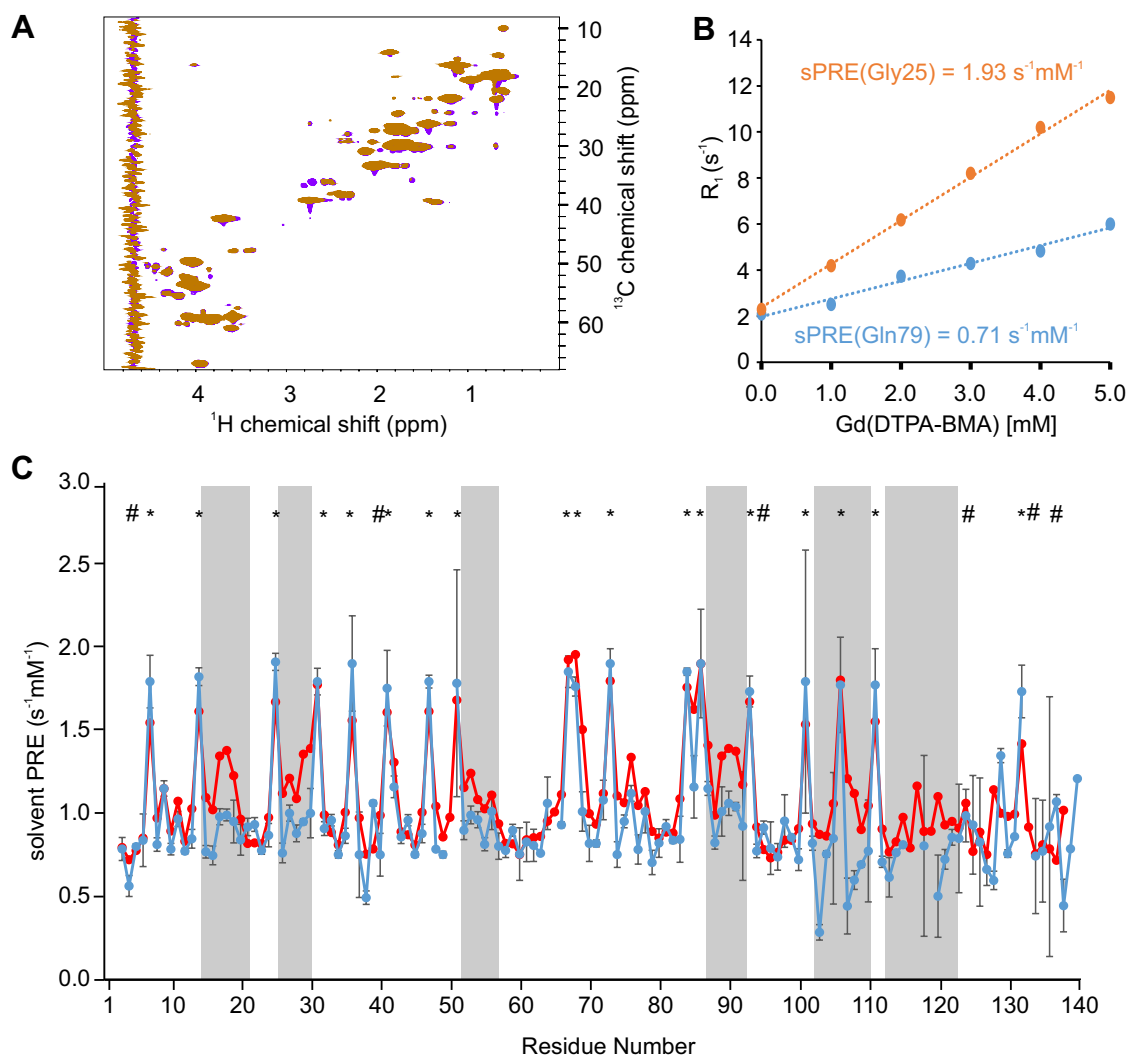 A
10
20
30
40
50
60
¹³C chemical shift (ppm)
4 3 2 1
¹H chemical shift (ppm)
B
R₁ (s⁻¹)
14
12
10
8
6
4
2
0
sPRE(Gly25) = 1.93 s⁻¹mM⁻¹
sPRE(Gln79) = 0.71 s⁻¹mM⁻¹
0.0 1.0 2.0 3.0 4.0 5.0
Gd(DTPA-BMA) [mM]
C
solvent PRE (s⁻¹mM⁻¹)
3.0
2.5
2.0
1.5
1.0
0.5
0.0
# * * * * * #* * * ** * * * * # * * * # * # #
1 10 20 30 40 50 60 70 80 90 100 110 120 130 140
Residue Number